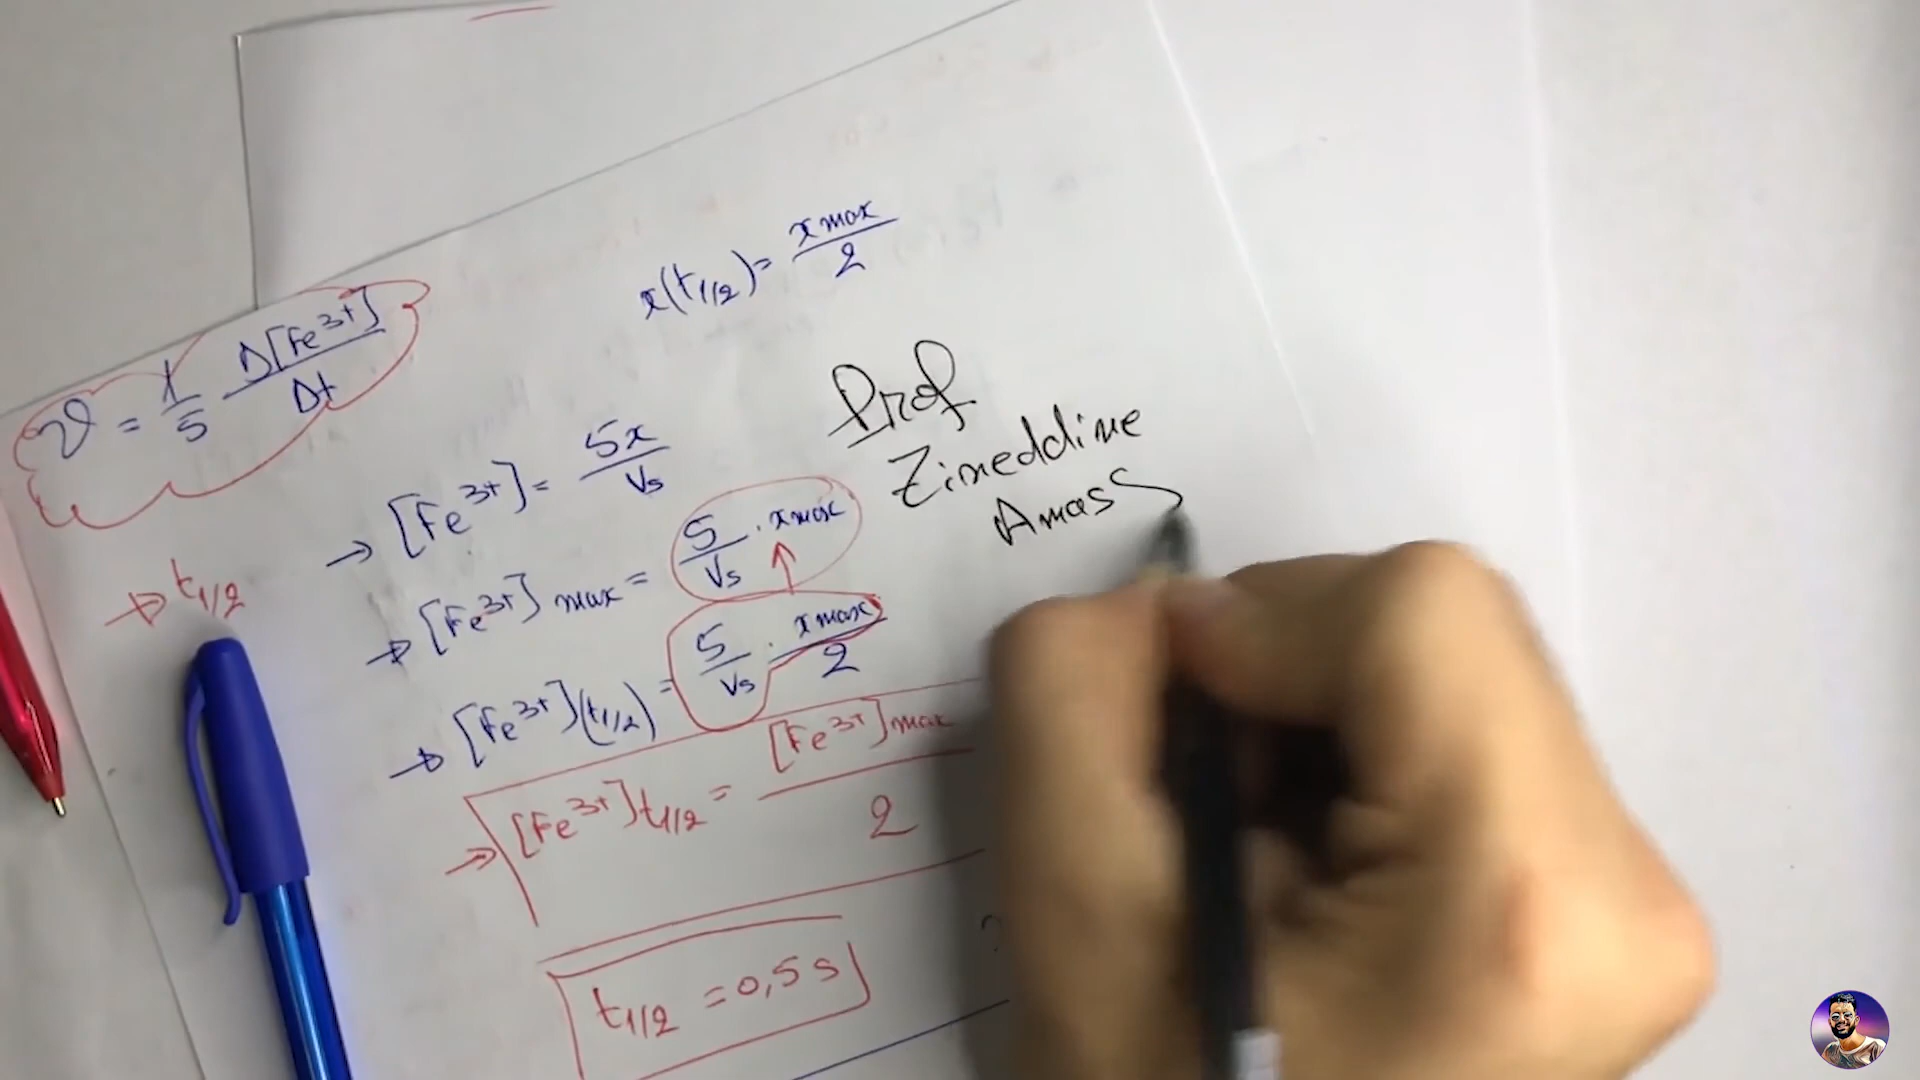 x(t1/2) = xmax/2
v = 1/5 Δ[Fe3+]/Δt
→ [Fe3+] = 5x/Vs
→ t1/2
→ [Fe3+] max = 5/Vs . xmax
→ [Fe3+](t1/2) = 5/Vs . xmax/2
→ [Fe3+]t1/2 = [Fe3+]max/2
t1/2 = 0,5 s
Prof
Zineddine
Amass